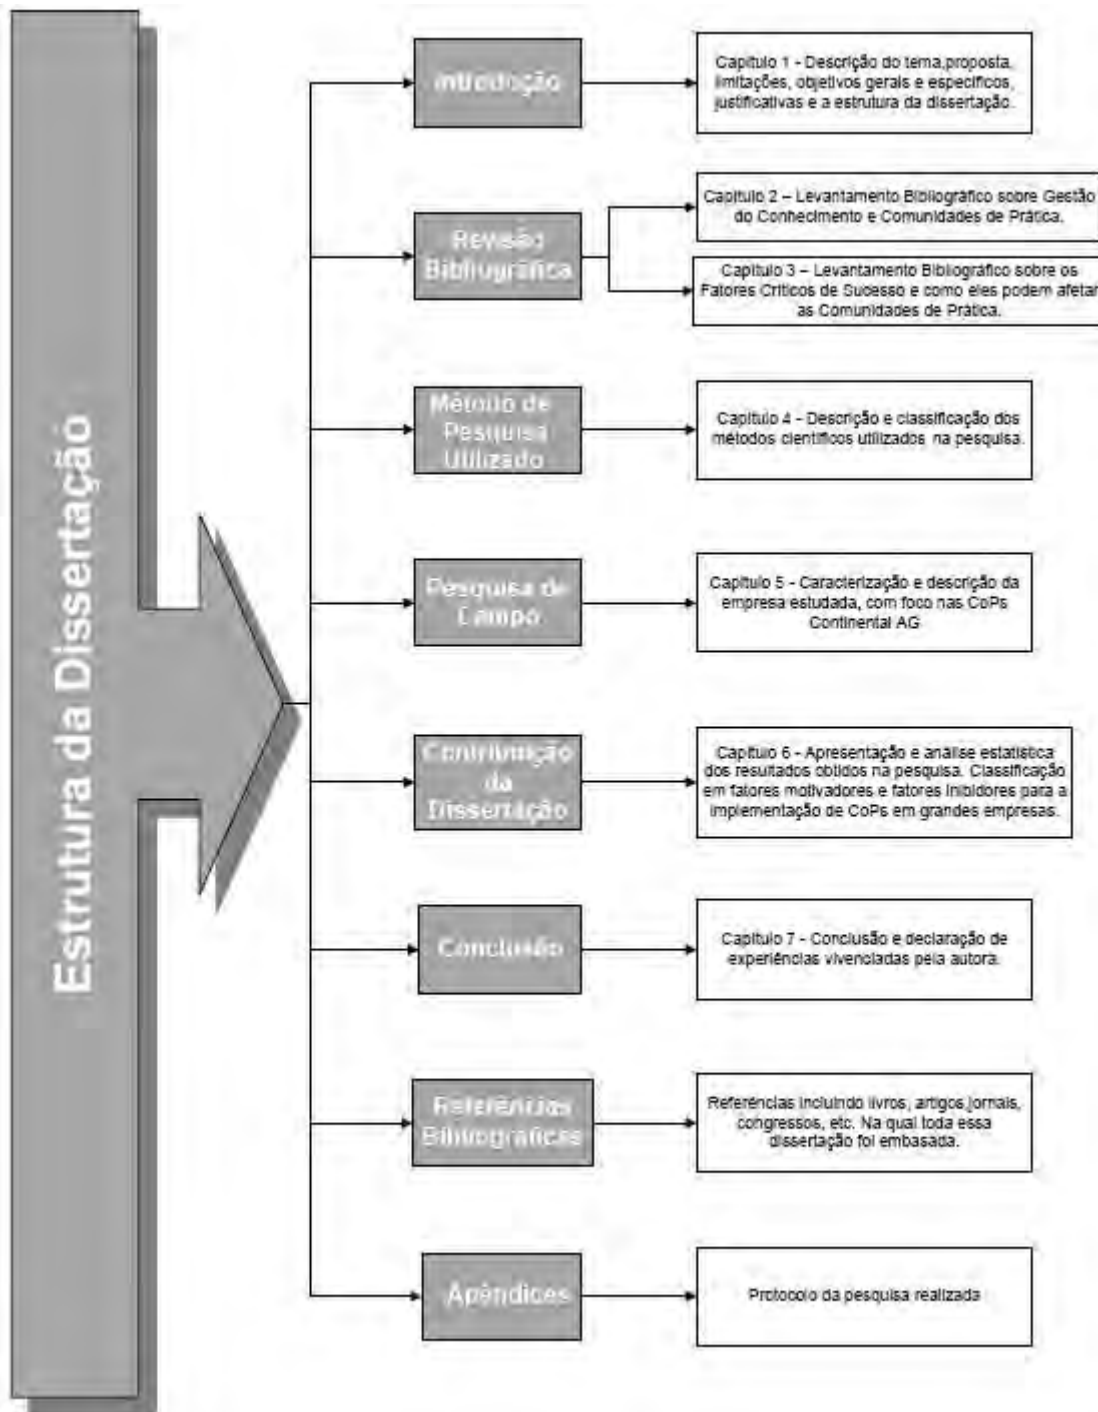 Estrutura da Dissertação
Introdução
Capítulo 1 - Descrição do tema,proposta,
limitações, objetivos gerais e específicos,
justificativas e a estrutura da dissertação.
Revisão
Bibliográfica
Capítulo 2 – Levantamento Bibliográfico sobre Gestão
do Conhecimento e Comunidades de Prática.
Capítulo 3 – Levantamento Bibliográfico sobre os
Fatores Críticos de Sucesso e como eles podem afetar
as Comunidades de Prática.
Método de
Pesquisa
Utilizado
Capítulo 4 - Descrição e classificação dos
métodos científicos utilizados na pesquisa.
Pesquisa de
Campo
Capítulo 5 - Caracterização e descrição da
empresa estudada, com foco nas CoPs
Continental AG
Contribuição
da
Dissertação
Capítulo 6 - Apresentação e análise estatística
dos resultados obtidos na pesquisa. Classificação
em fatores motivadores e fatores inibidores para a
implementação de CoPs em grandes empresas.
Conclusão
Capítulo 7 - Conclusão e declaração de
experiências vivenciadas pela autora.
Referências
Bibliográficas
Referências incluindo livros, artigos,jornais,
congressos, etc. Na qual toda essa
dissertação foi embasada.
Apêndices
Protocolo da pesquisa realizada